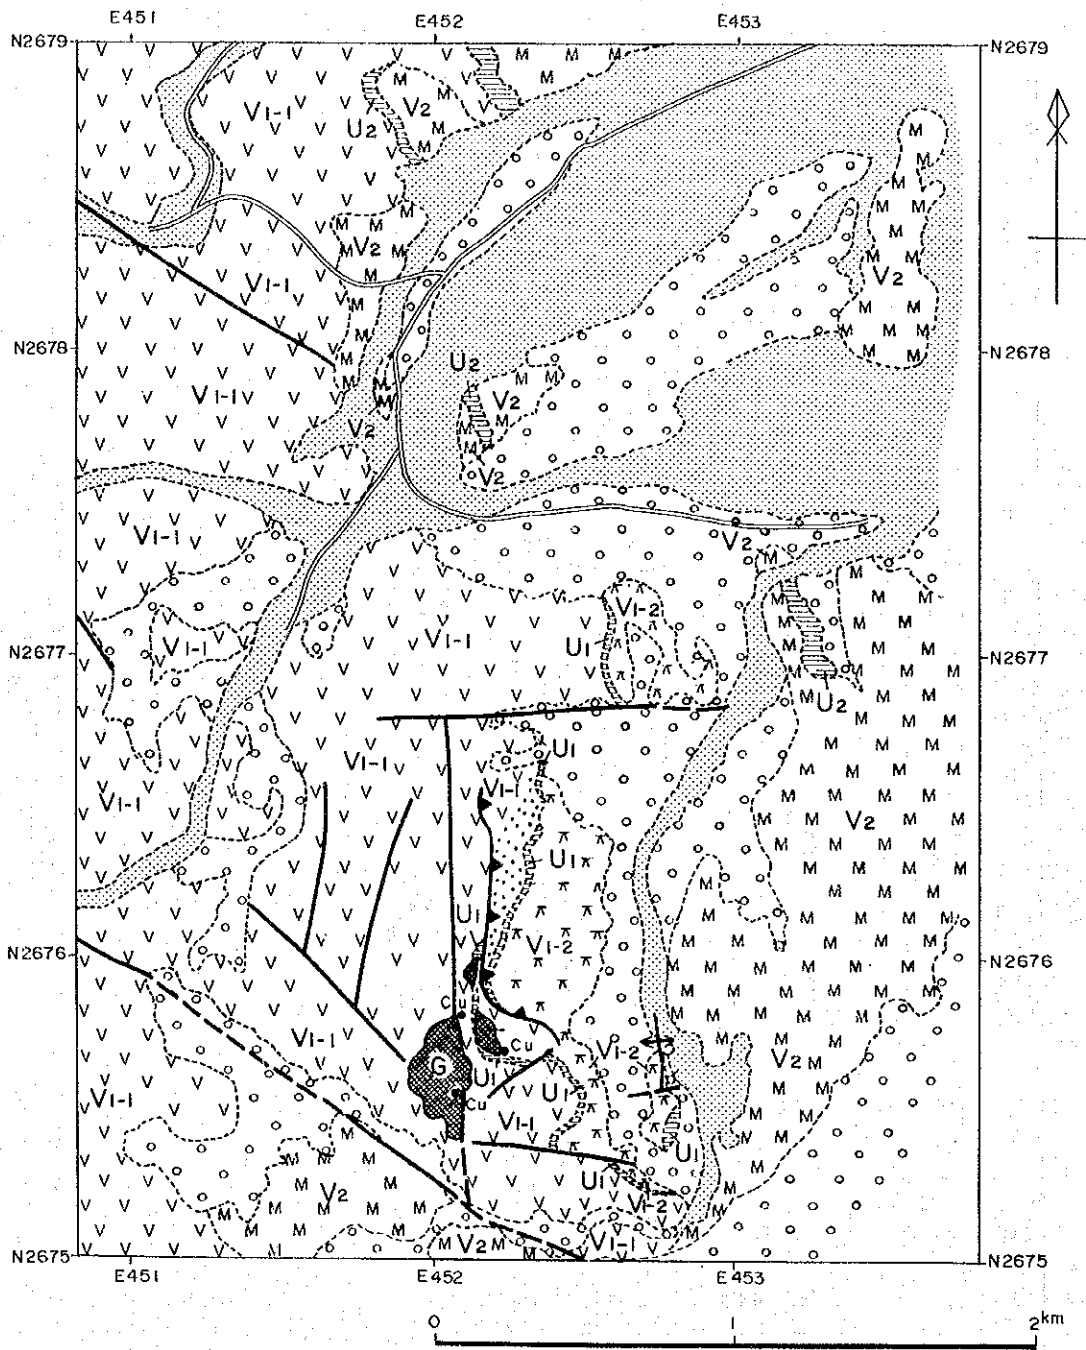 E451 E452 E453
N2679 N2679
M
V1-1 V2
U2
V2
V1-1 V2
N2678 N2678
U2
V1-1 V2
V2
V2
V1-1 V2
V1-2
V1-1 V1-1 U1
N2677 N2677
U2
U1
V1-1 V1-1
V1-1 V2
U1
U1
V1-2
N2676 N2676
Cu
V1-1 V1-2
Cu V2
G U1
U1
V1-1 Cu
V1-1
U1
U1
V2 V1-2
V2 V1-1
N2675 N2675
E451 E452 E453
0 1 2km